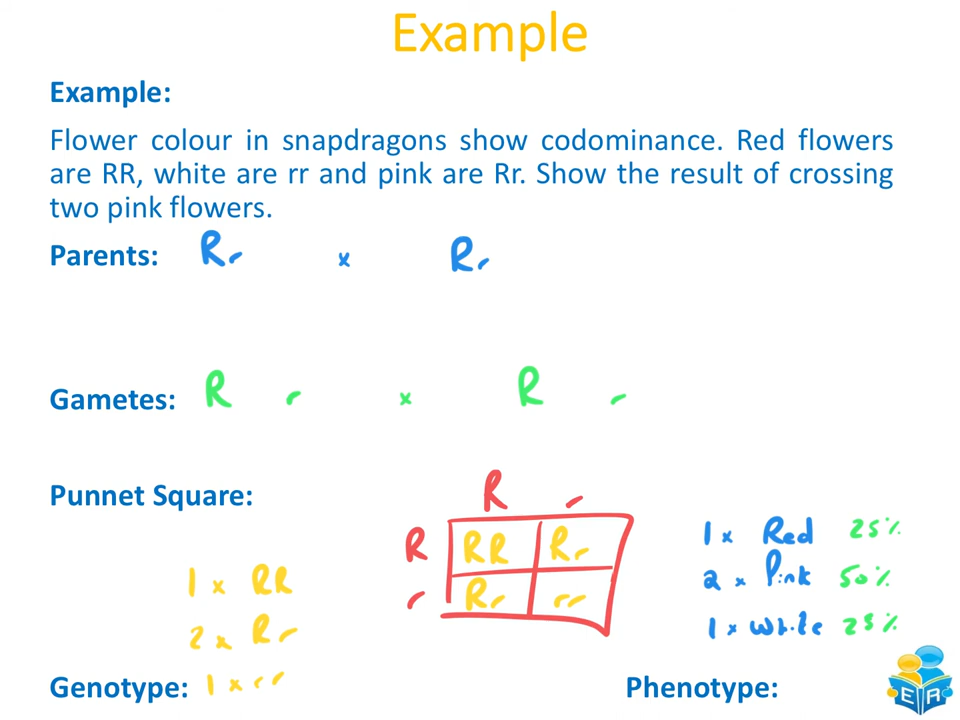 Example
Example:
Flower colour in snapdragons show codominance. Red flowers
are RR, white are rr and pink are Rr. Show the result of crossing
two pink flowers.
Parents: Rr x Rr
Gametes: R r x R r
Punnet Square:
R r
R RR Rr
r Rr rr
1 x RR
2 x Rr
Genotype: 1 x rr
1 x Red 25%
2 x Pink 50%
1 x White 25%
Phenotype:
E R